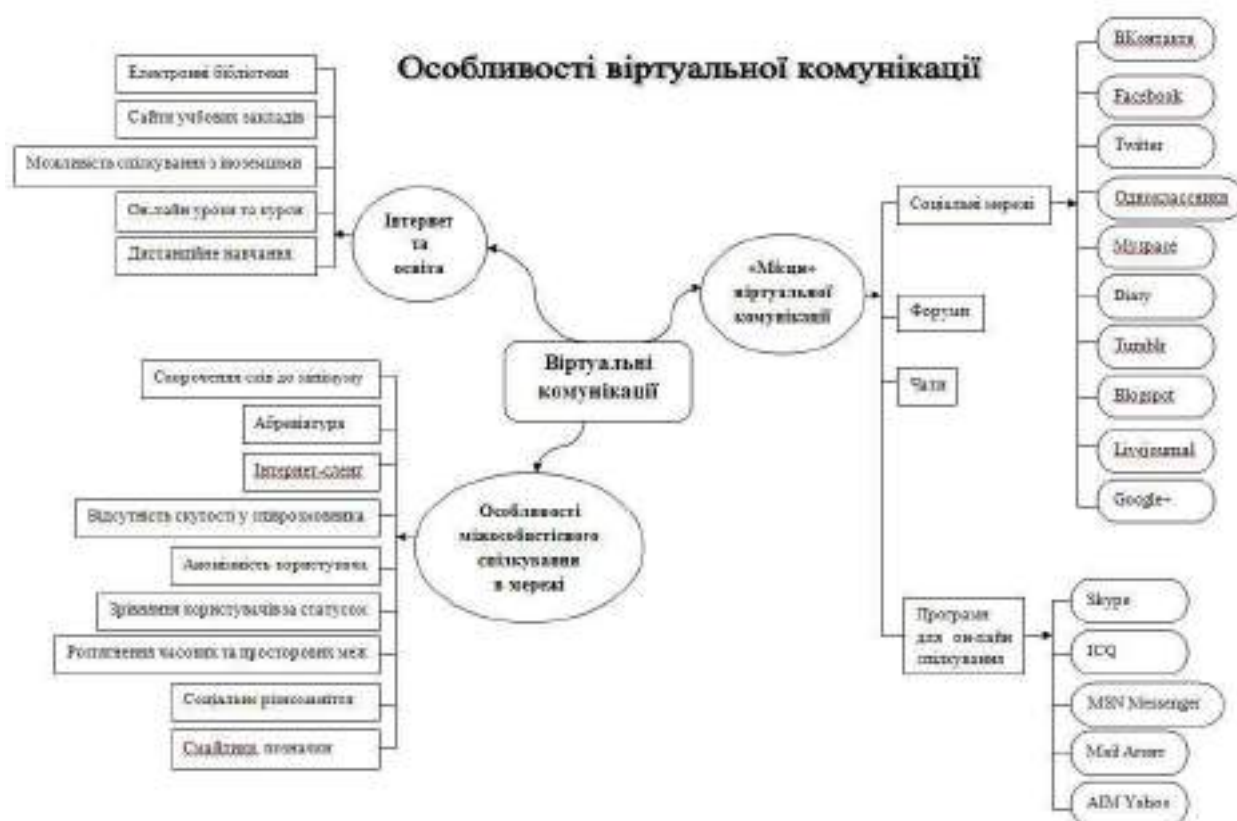 Особливості віртуальної комунікації
Електронні бібліотеки
Сайти учбових закладів
Можливість спілкування з іноземцями
Он-лайн уроки та курси
Дистанційне навчання
Інтернет
та
освіта
Віртуальні
комунікації
Скорочення слів до мінімуму
Абревіатури
Інтернет-сленг
Відсутність скутості у співрозмовника
Анонімність користувача
Зрівняння користувачів за статусом
Розтягнення часових та просторових меж
Соціальне різноманіття
Смайлики, позначки
Особливості
міжособистісного
спілкування
в мережі
«Місця»
віртуальної
комунікації
Соціальні мережі
Форуми
Чати
Програми
для он-лайн
спілкування
ВКонтакте
Facebook
Twitter
Одноклассники
Myspace
Diary
Tumblr
Blogspot
Livejournal
Google+
Skype
ICQ
MSN Messenger
Mail Агент
AIM Yahoo